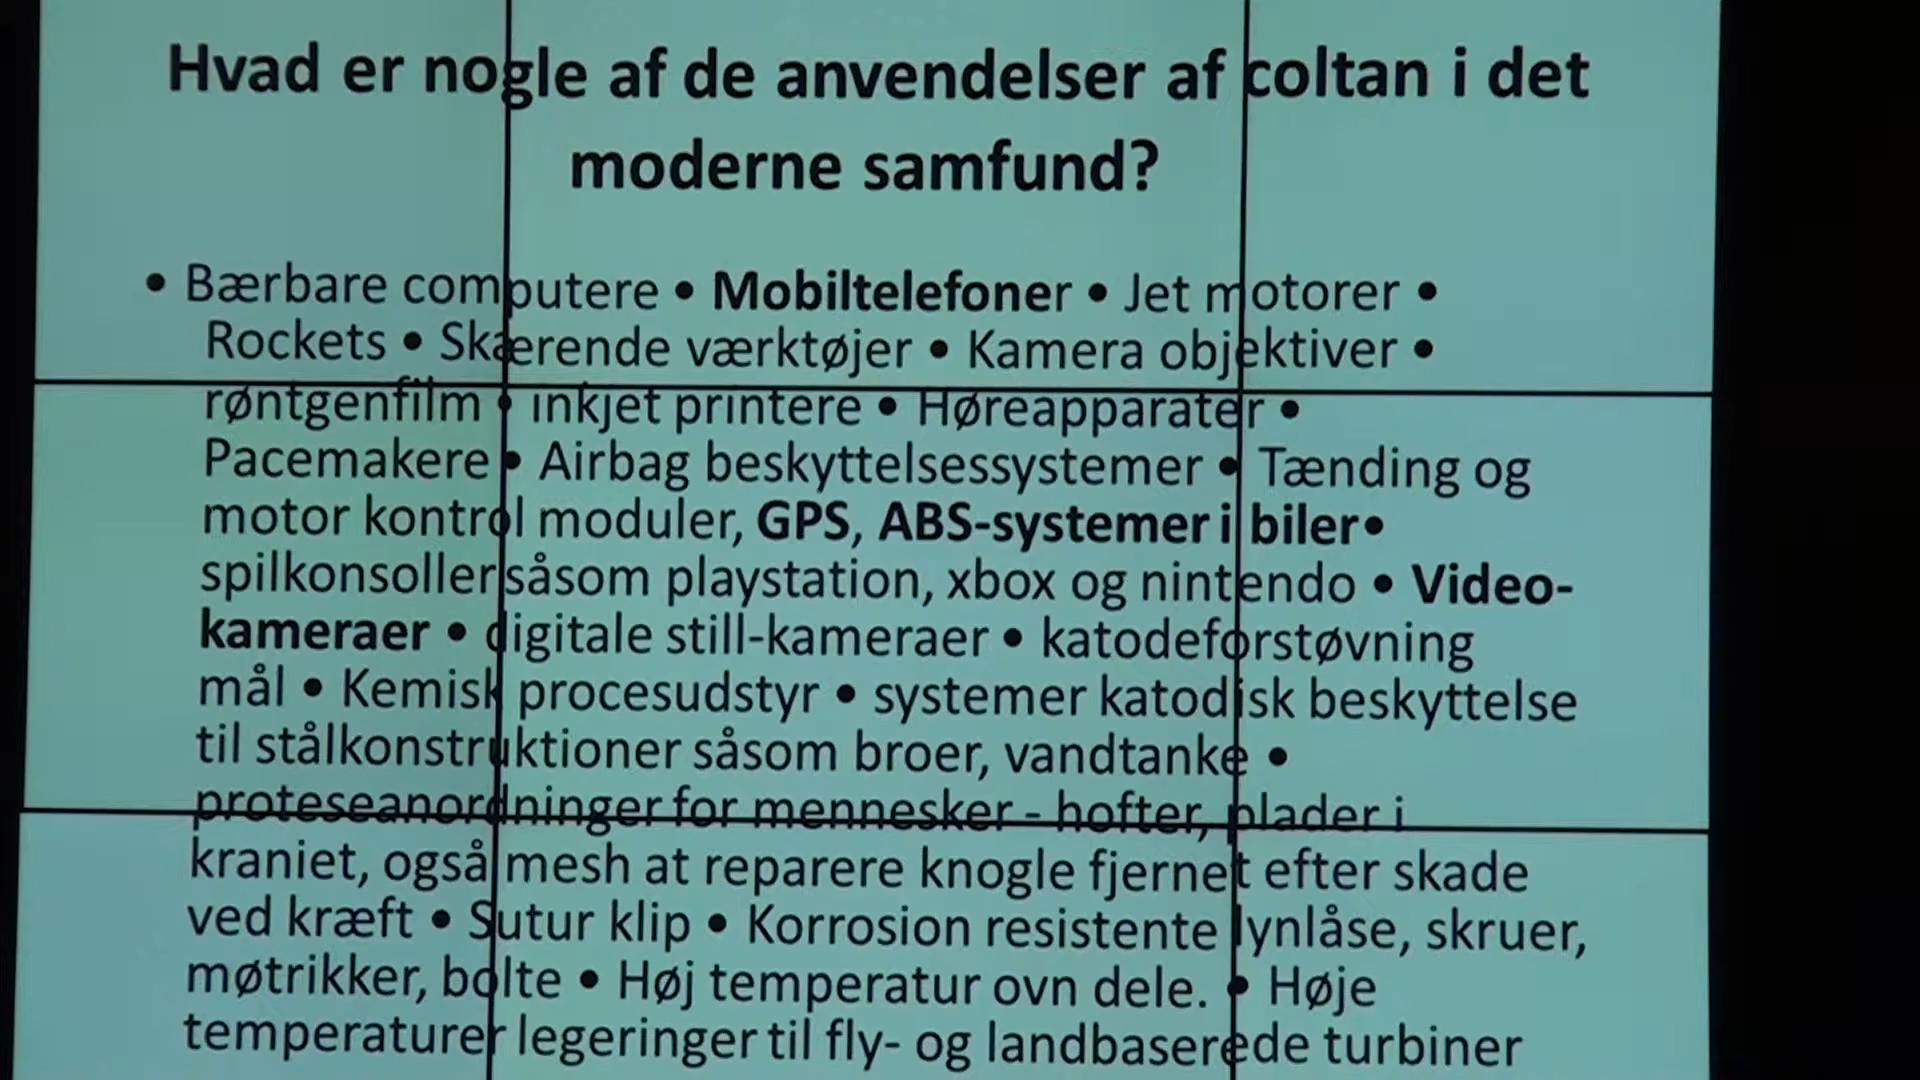 Hvad er nogle af de anvendelser af coltan i det
moderne samfund?
• Bærbare computere • Mobiltelefoner • Jet motorer •
Rockets • Skærende værktøjer • Kamera objektiver •
røntgenfilm • inkjet printere • Høreapparater •
Pacemakere • Airbag beskyttelsessystemer • Tænding og
motor kontrol moduler, GPS, ABS-systemer i biler•
spilkonsoller såsom playstation, xbox og nintendo • Video-
kameraer • digitale still-kameraer • katodeforstøvning
mål • Kemisk procesudstyr • systemer katodisk beskyttelse
til stålkonstruktioner såsom broer, vandtanke •
proteseanordninger for mennesker - hofter, plader i
kraniet, også mesh at reparere knogle fjernet efter skade
ved kræft • Sutur klip • Korrosion resistente lynlåse, skruer,
møtrikker, bolte • Høj temperatur ovn dele. • Høje
temperaturer legeringer til fly- og landbaserede turbiner